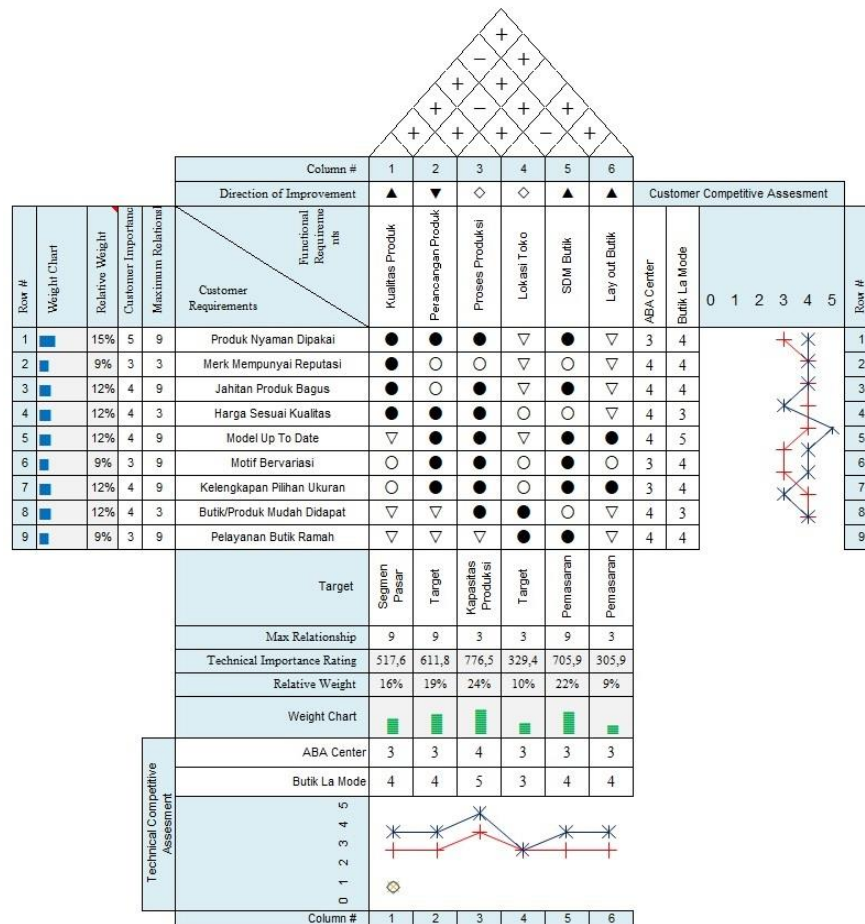 +
− +
+ + +
+ + − + +
+ + + + − +
Column # 1 2 3 4 5 6
Direction of Improvement ▲ ▼ ◇ ◇ ▲ ▲ Customer Competitive Assesment
Row # Weight Chart Relative Weight Customer Importanc Maximum Relational Functional Requireme nts Customer Requirements Kualitas Produk Perancangan Produk Proses Produksi Lokasi Toko SDM Butik Lay out Butik ABA Center Butik La Mode 0 1 2 3 4 5 Row #
1 15% 5 9 Produk Nyaman Dipakai ● ● ● ▽ ● ▽ 3 4 1
2 9% 3 3 Merk Mempunyai Reputasi ● ○ ○ ▽ ○ ▽ 4 4 2
3 12% 4 9 Jahitan Produk Bagus ● ○ ● ▽ ● ▽ 4 4 3
4 12% 4 3 Harga Sesuai Kualitas ● ● ● ○ ○ ▽ 4 3 4
5 12% 4 9 Model Up To Date ▽ ● ● ▽ ● ● 4 5 5
6 9% 3 9 Motif Bervariasi ○ ● ● ○ ● ○ 3 4 6
7 12% 4 9 Kelengkapan Pilihan Ukuran ○ ● ● ○ ● ● 3 4 7
8 12% 4 3 Butik/Produk Mudah Didapat ▽ ▽ ● ● ○ ▽ 4 3 8
9 9% 3 9 Pelayanan Butik Ramah ▽ ▽ ▽ ● ● ▽ 4 4 9
Target Segmen Pasar Target Kapasitas Produksi Target Pemasaran Pemasaran
Max Relationship 9 9 3 3 9 3
Technical Importance Rating 517,6 611,8 776,5 329,4 705,9 305,9
Relative Weight 16% 19% 24% 10% 22% 9%
Weight Chart
Technical Competitive Assesment
ABA Center 3 3 4 3 3 3
Butik La Mode 4 4 5 3 4 4
0 1 2 3 4 5
Column # 1 2 3 4 5 6